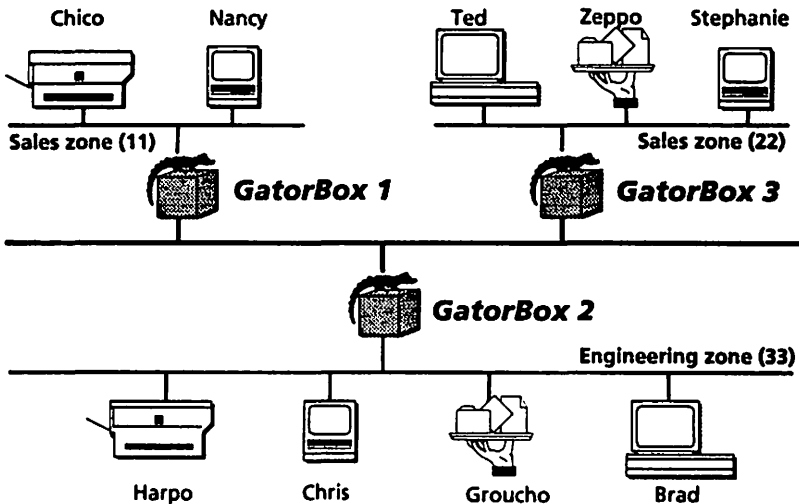 Chico
Nancy
Ted
Zeppo
Stephanie
Sales zone (11)
Sales zone (22)
GatorBox 1
GatorBox 3
GatorBox 2
Engineering zone (33)
Harpo
Chris
Groucho
Brad